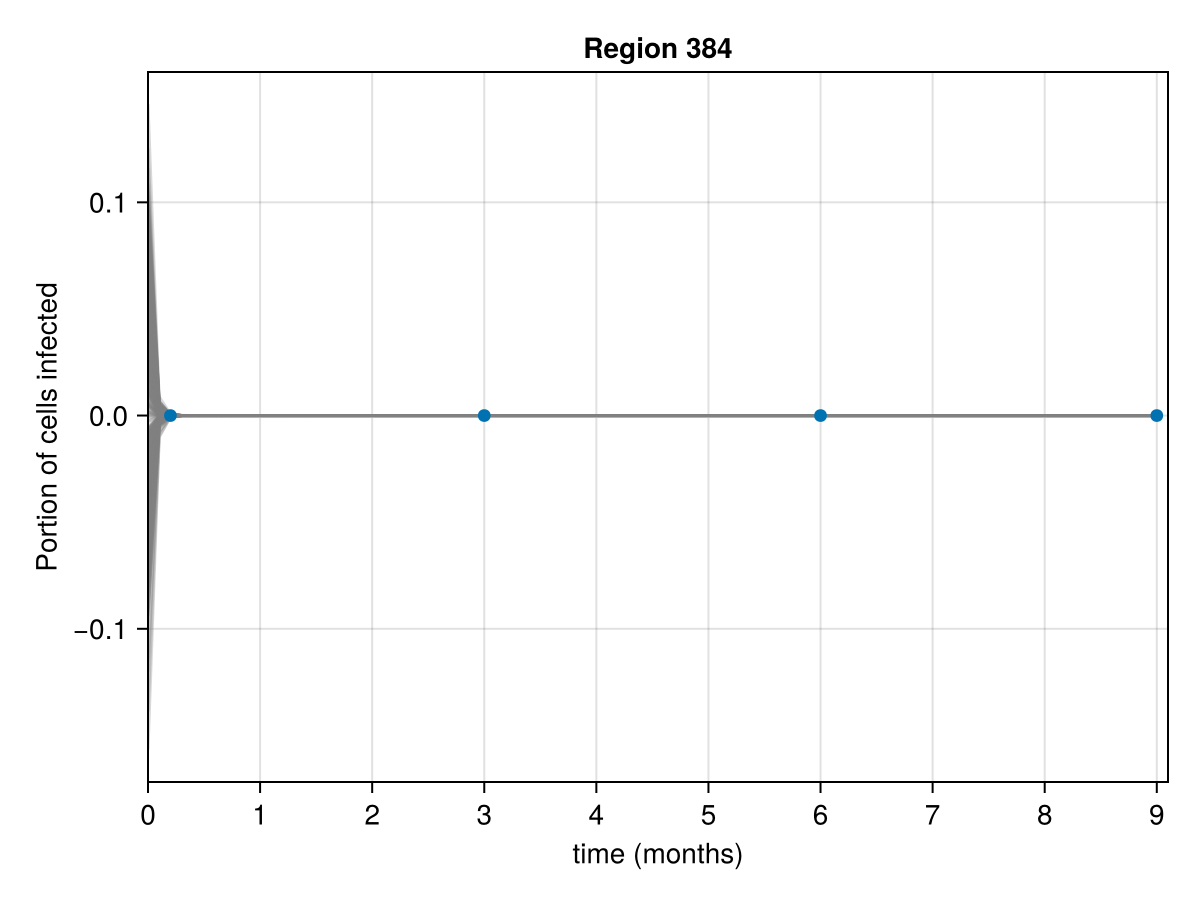 Region 384
Portion of cells infected
0.1
0.0
−0.1
0 1 2 3 4 5 6 7 8 9
time (months)